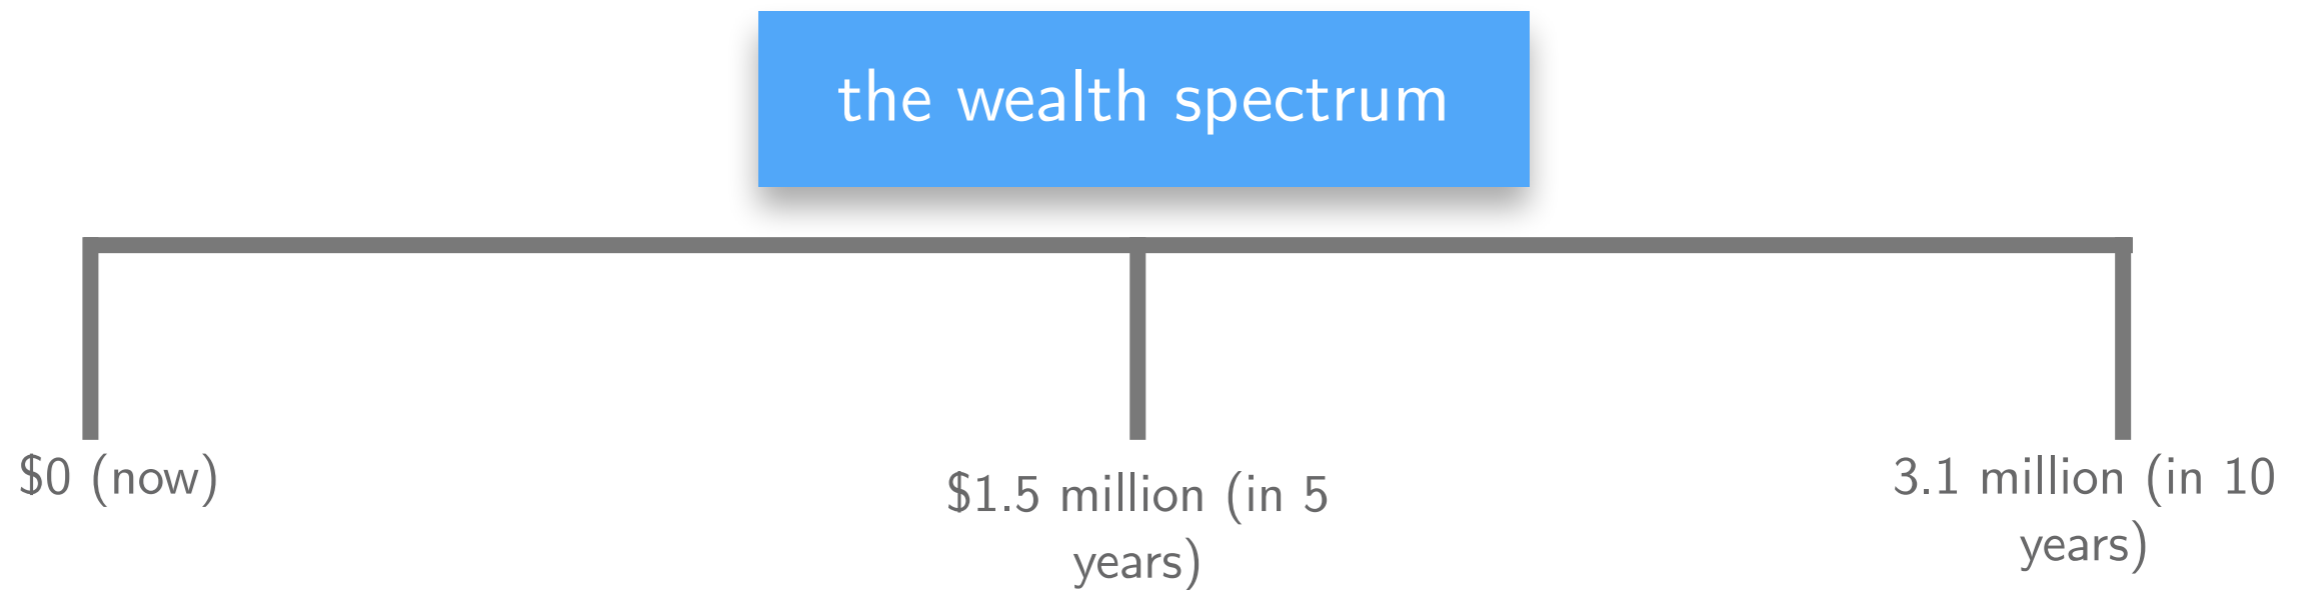 the wealth spectrum
$0 (now)
$1.5 million (in 5
years)
3.1 million (in 10
years)